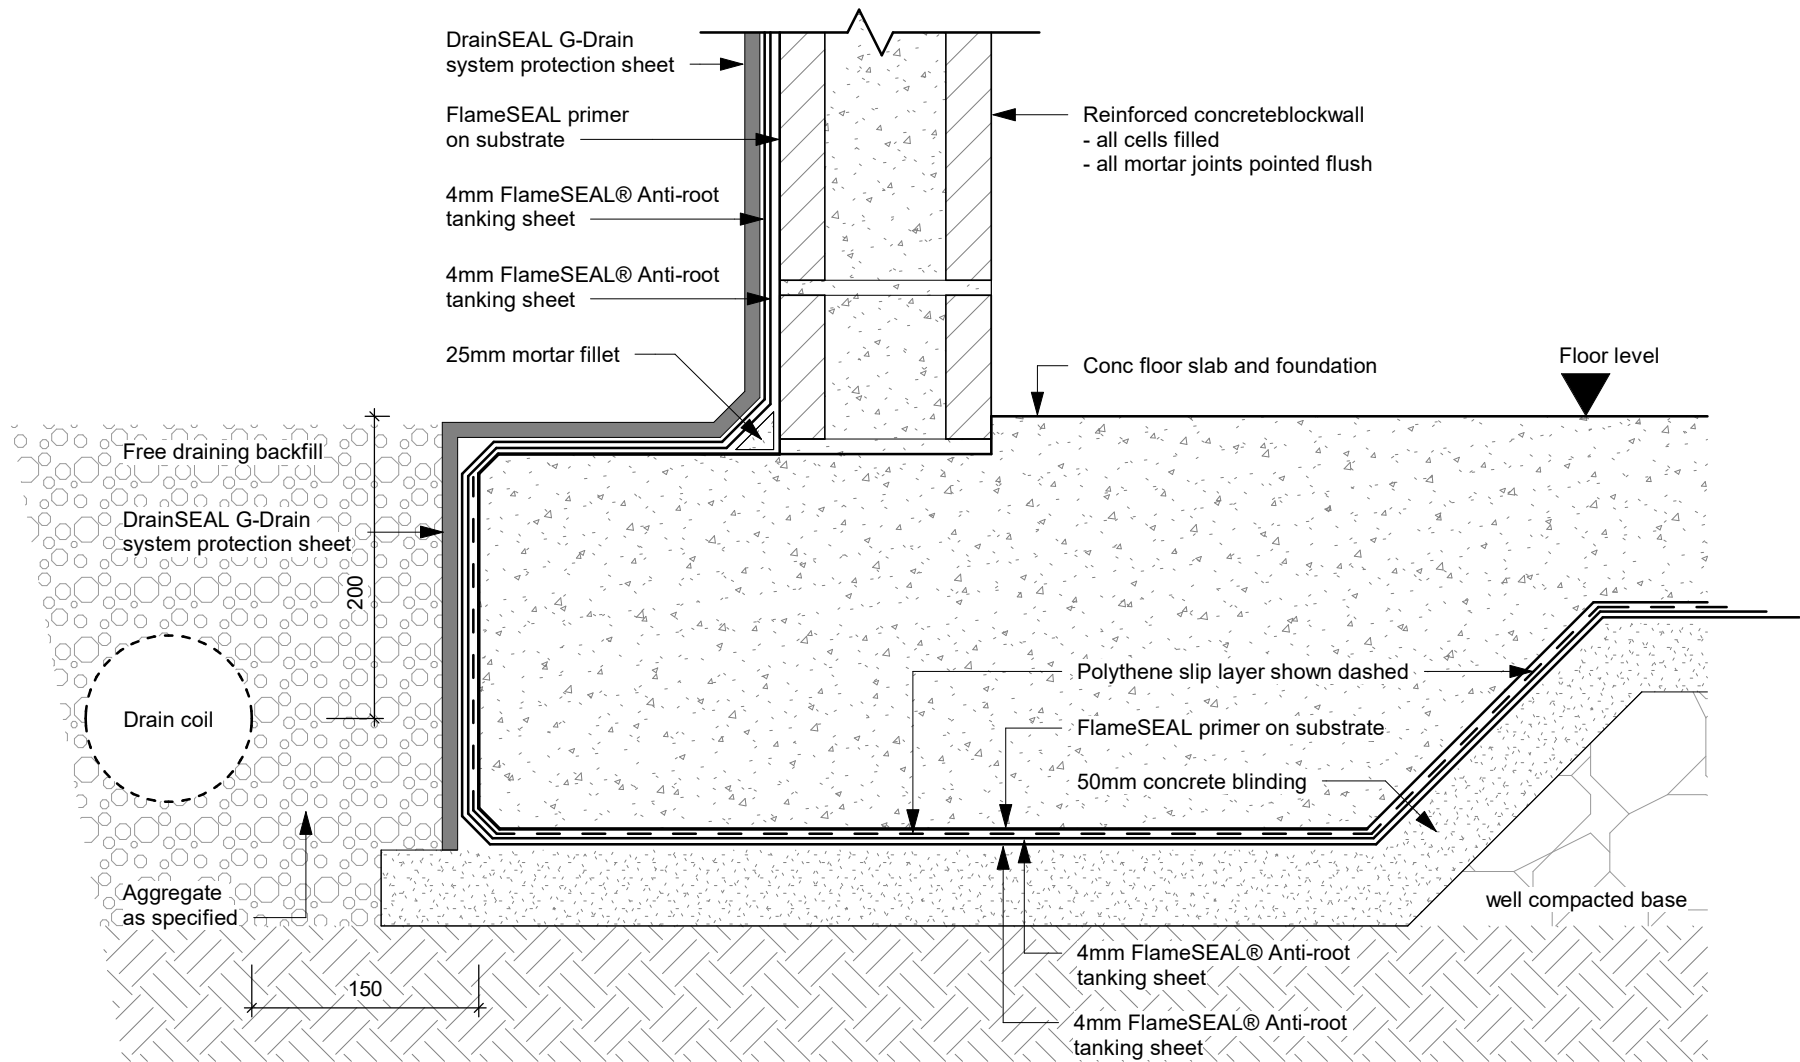 DrainSEAL G-Drain
system protection sheet
FlameSEAL primer
on substrate
4mm FlameSEAL® Anti-root
tanking sheet
4mm FlameSEAL® Anti-root
tanking sheet
25mm mortar fillet
Reinforced concreteblockwall
- all cells filled
- all mortar joints pointed flush
Conc floor slab and foundation
Floor level
Free draining backfill
DrainSEAL G-Drain
system protection sheet
200
Drain coil
Polythene slip layer shown dashed
FlameSEAL primer on substrate
50mm concrete blinding
Aggregate
as specified
well compacted base
150
4mm FlameSEAL® Anti-root
tanking sheet
4mm FlameSEAL® Anti-root
tanking sheet